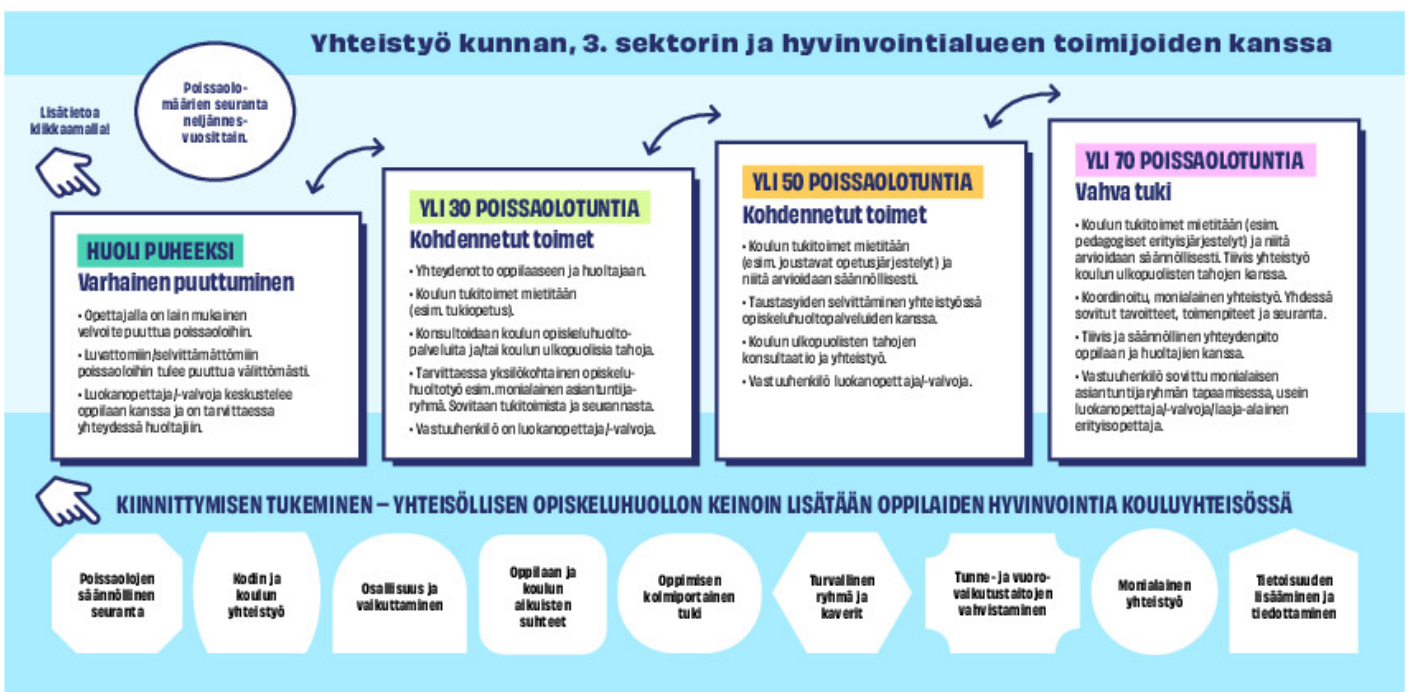 Yhteistyö kunnan, 3. sektorin ja hyvinvointialueen toimijoiden kanssa
Lisätietoa
klikkaamalla!
Poissaolo-
määrien seuranta
neljännes-
vuosittain.
HUOLI PUHEEKSI
Varhainen puuttuminen
• Opettajalla on lain mukainen
velvoite puuttua poissaoloihin.
• Luvattomiin/selvittämättömiin
poissaoloihin tulee puuttua välittömästi.
• Luokanopettaja/-valvoja keskustelee
oppilaan kanssa ja on tarvittaessa
yhteydessä huoltajiin.
YLI 30 POISSAOLOTUNTIA
Kohdennetut toimet
• Yhteydenotto oppilaaseen ja huoltajaan.
• Koulun tukitoimet mietitään
(esim. tukiopetus).
• Konsultoidaan koulun opiskeluhuolto-
palveluita ja/tai koulun ulkopuolisia tahoja.
• Tarvittaessa yksilökohtainen opiskelu-
huoltotyö esim. monialainen asiantuntija-
ryhmä. Sovitaan tukitoimista ja seurannasta.
• Vastuuhenkilö on luokanopettaja/-valvoja.
YLI 50 POISSAOLOTUNTIA
Kohdennetut toimet
• Koulun tukitoimet mietitään
(esim. joustavat opetusjärjestelyt) ja
niitä arvioidaan säännöllisesti.
• Taustasyiden selvittäminen yhteistyössä
opiskeluhuoltopalveluiden kanssa.
• Koulun ulkopuolisten tahojen
konsultaatio ja yhteistyö.
• Vastuuhenkilö luokanopettaja/-valvoja.
YLI 70 POISSAOLOTUNTIA
Vahva tuki
• Koulun tukitoimet mietitään (esim.
pedagogiset erityisjärjestelyt) ja niitä
arvioidaan säännöllisesti. Tiivis yhteistyö
koulun ulkopuolisten tahojen kanssa.
• Koordinoitu, monialainen yhteistyö. Yhdessä
sovitut tavoitteet, toimenpiteet ja seuranta.
• Tiivis ja säännöllinen yhteydenpito
oppilaan ja huoltajien kanssa.
• Vastuuhenkilö sovittu monialaisen
asiantuntijaryhmän tapaamisessa, usein
luokanopettaja/-valvoja/laaja-alainen
erityisopettaja.
KIINNITTYMISEN TUKEMINEN – YHTEISÖLLISEN OPISKELUHUOLLON KEINOIN LISÄTÄÄN OPPILAIDEN HYVINVOINTIA KOULUYHTEISÖSSÄ
Poissaolojen
säännöllinen
seuranta
Kodin ja
koulun
yhteistyö
Osallisuus ja
vaikuttaminen
Oppilaan ja
koulun
aikuisten
suhteet
Oppimisen
kolmiportainen
tuki
Turvallinen
ryhmä ja
kaverit
Tunne- ja vuoro-
vaikutustaitojen
vahvistaminen
Monialainen
yhteistyö
Tietoisuuden
lisääminen ja
tiedottaminen